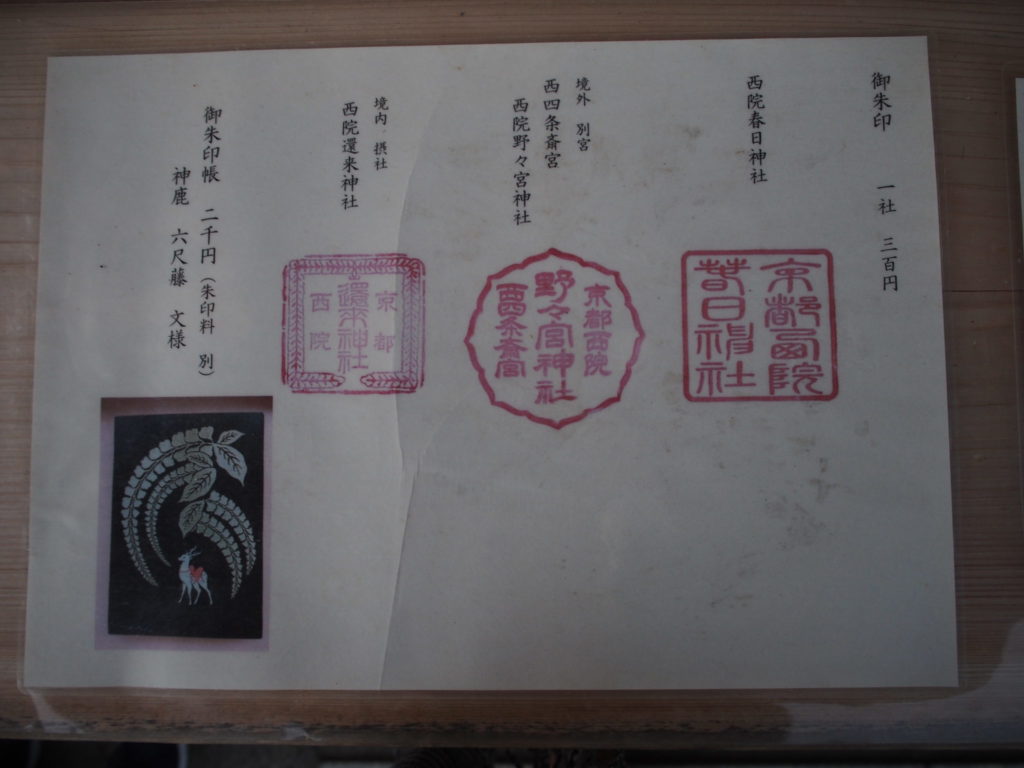 御朱印 一社 三百円
西院春日神社
京都西院
春日神社
境外 別宮
西四条斎宮
西院野々宮神社
京都西院
野々宮神社
西四条斎宮
境内 摂社
西院還来神社
京都
還来神社
西院
御朱印帳 二千円（朱印料 別）
神鹿 六尺藤 文様